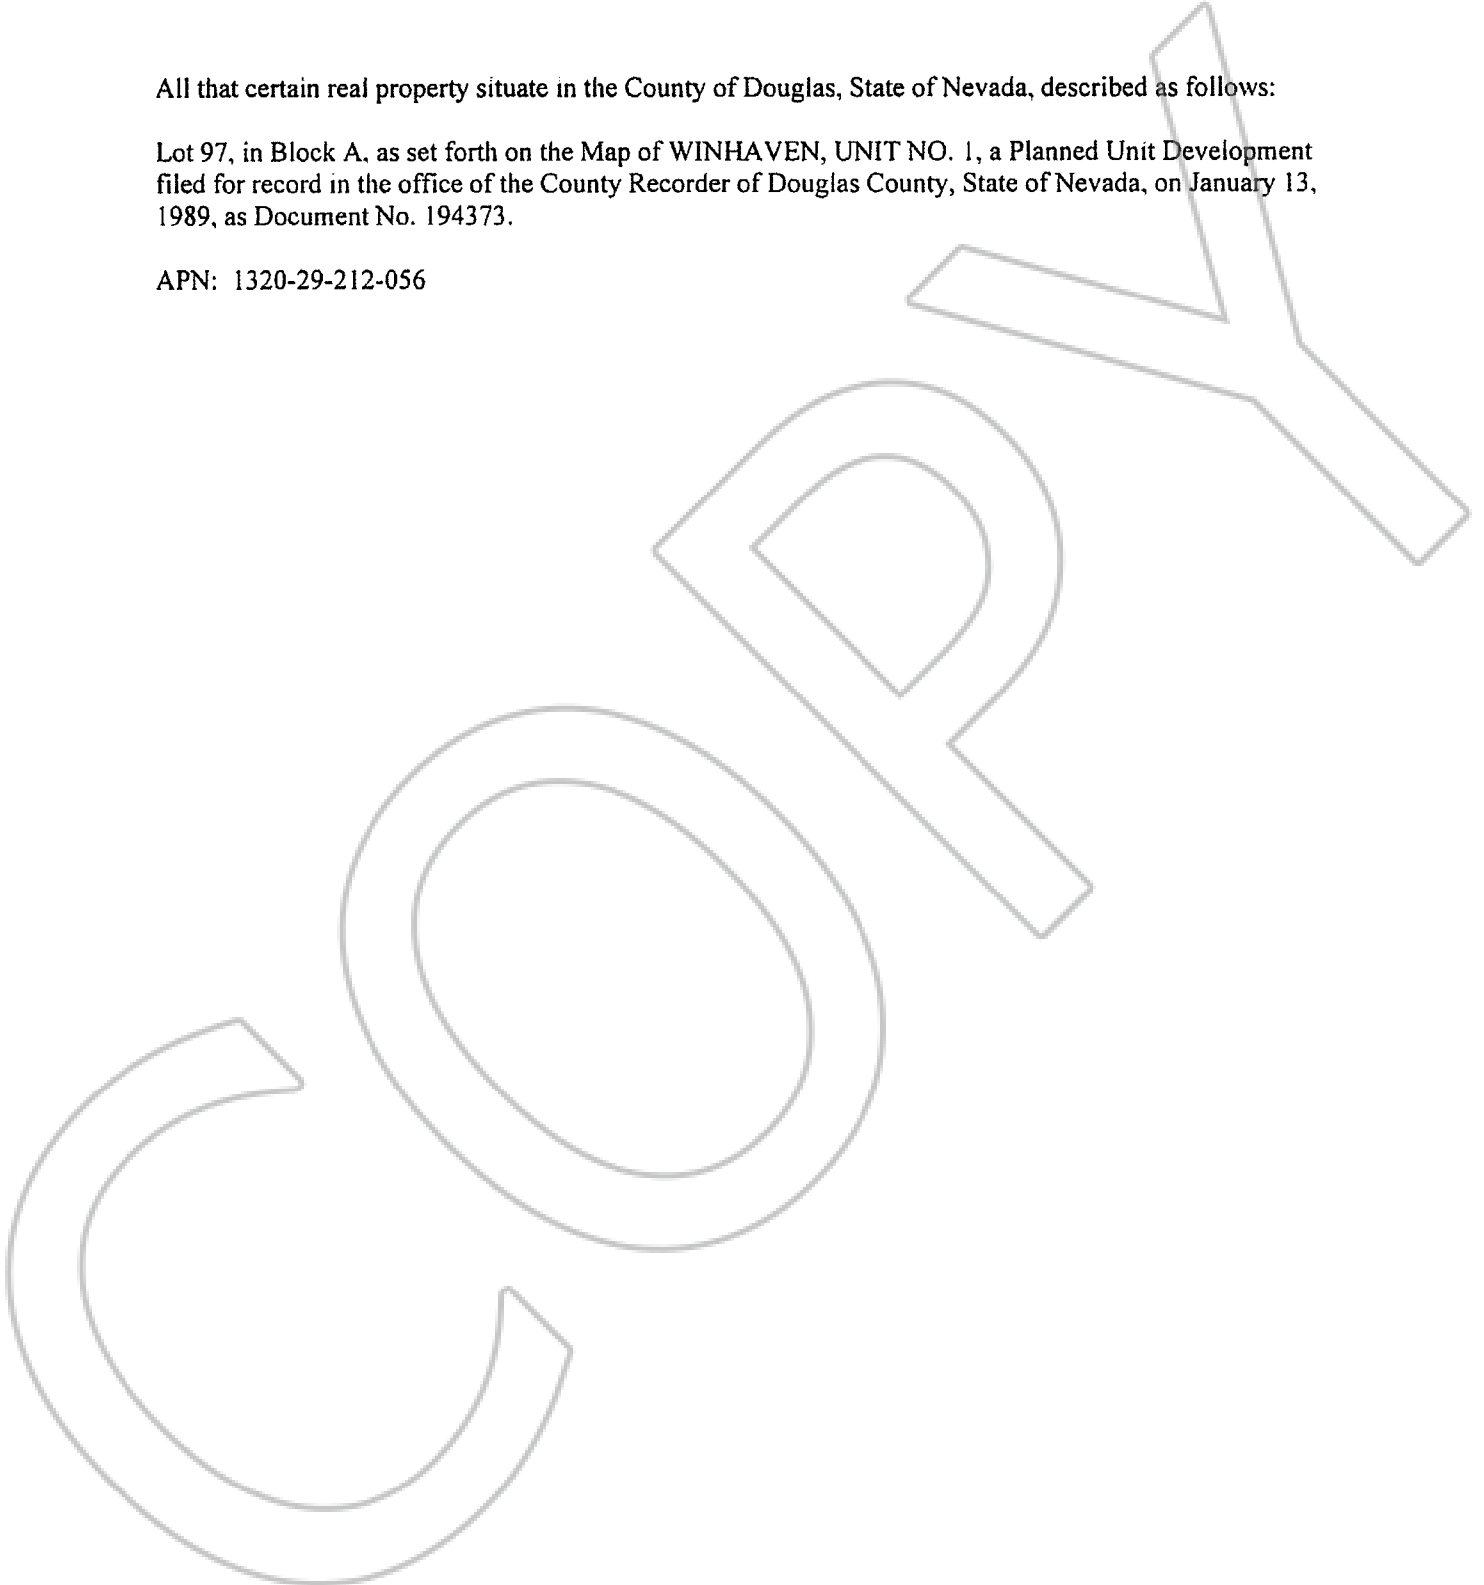 All that certain real property situate in the County of Douglas, State of Nevada, described as follows:
Lot 97, in Block A, as set forth on the Map of WINHAVEN, UNIT NO. 1, a Planned Unit Development
filed for record in the office of the County Recorder of Douglas County, State of Nevada, on January 13,
1989, as Document No. 194373.
APN: 1320-29-212-056
COPY